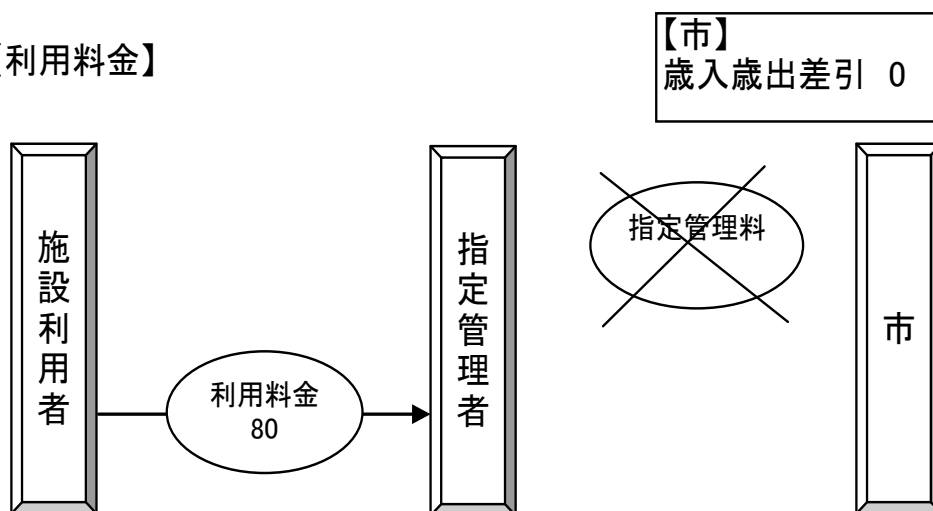 【利用料金】
【市】
歳入歳出差引 0
施設利用者
利用料金
80
指定管理者
指定管理料
市